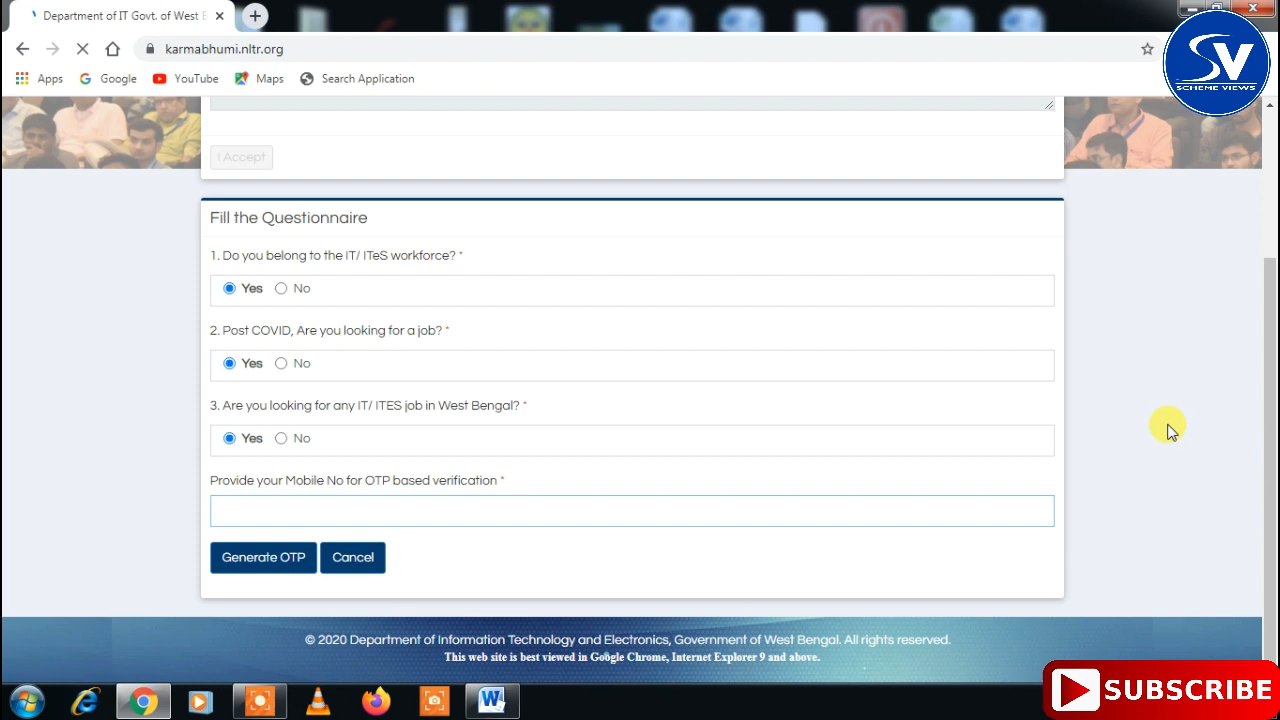 Department of IT Govt. of West B
karmabhumi.nltr.org
Apps Google YouTube Maps Search Application
SV
SCHEME VIEWS
I Accept
Fill the Questionnaire
1. Do you belong to the IT/ ITeS workforce? *
Yes No
2. Post COVID, Are you looking for a job? *
Yes No
3. Are you looking for any IT/ ITES job in West Bengal? *
Yes No
Provide your Mobile No for OTP based verification *
Generate OTP Cancel
© 2020 Department of Information Technology and Electronics, Government of West Bengal. All rights reserved.
This web site is best viewed in Google Chrome, Internet Explorer 9 and above.
SUBSCRIBE